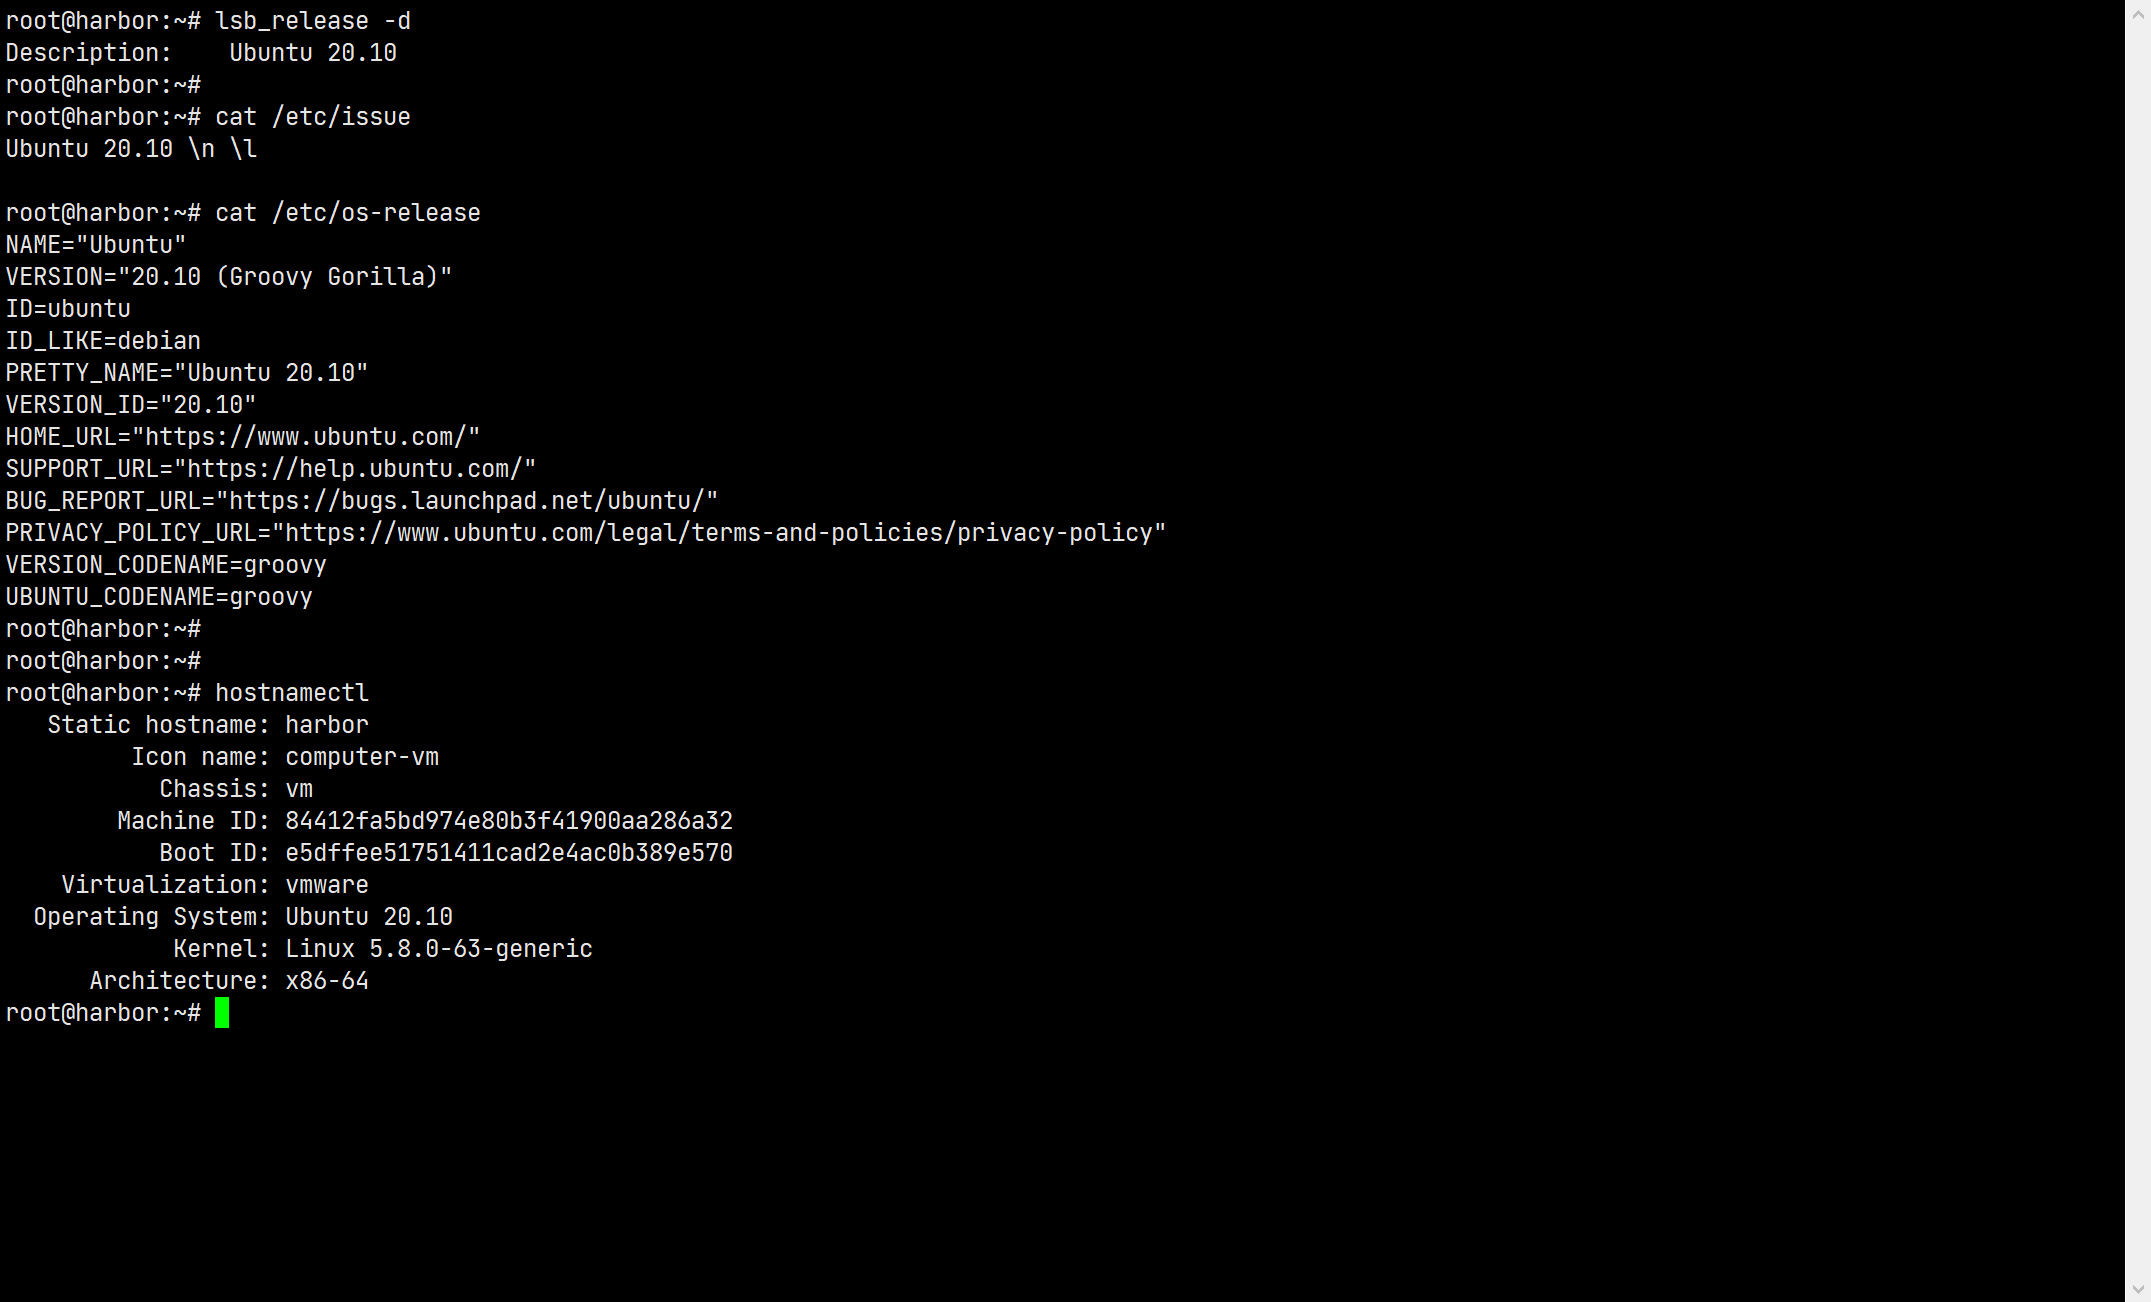 root@harbor:~# lsb_release -d
Description:    Ubuntu 20.10
root@harbor:~#
root@harbor:~# cat /etc/issue
Ubuntu 20.10 \n \l
root@harbor:~# cat /etc/os-release
NAME="Ubuntu"
VERSION="20.10 (Groovy Gorilla)"
ID=ubuntu
ID_LIKE=debian
PRETTY_NAME="Ubuntu 20.10"
VERSION_ID="20.10"
HOME_URL="https://www.ubuntu.com/"
SUPPORT_URL="https://help.ubuntu.com/"
BUG_REPORT_URL="https://bugs.launchpad.net/ubuntu/"
PRIVACY_POLICY_URL="https://www.ubuntu.com/legal/terms-and-policies/privacy-policy"
VERSION_CODENAME=groovy
UBUNTU_CODENAME=groovy
root@harbor:~#
root@harbor:~#
root@harbor:~# hostnamectl
   Static hostname: harbor
         Icon name: computer-vm
           Chassis: vm
        Machine ID: 84412fa5bd974e80b3f41900aa286a32
           Boot ID: e5dffee51751411cad2e4ac0b389e570
    Virtualization: vmware
  Operating System: Ubuntu 20.10
            Kernel: Linux 5.8.0-63-generic
      Architecture: x86-64
root@harbor:~#